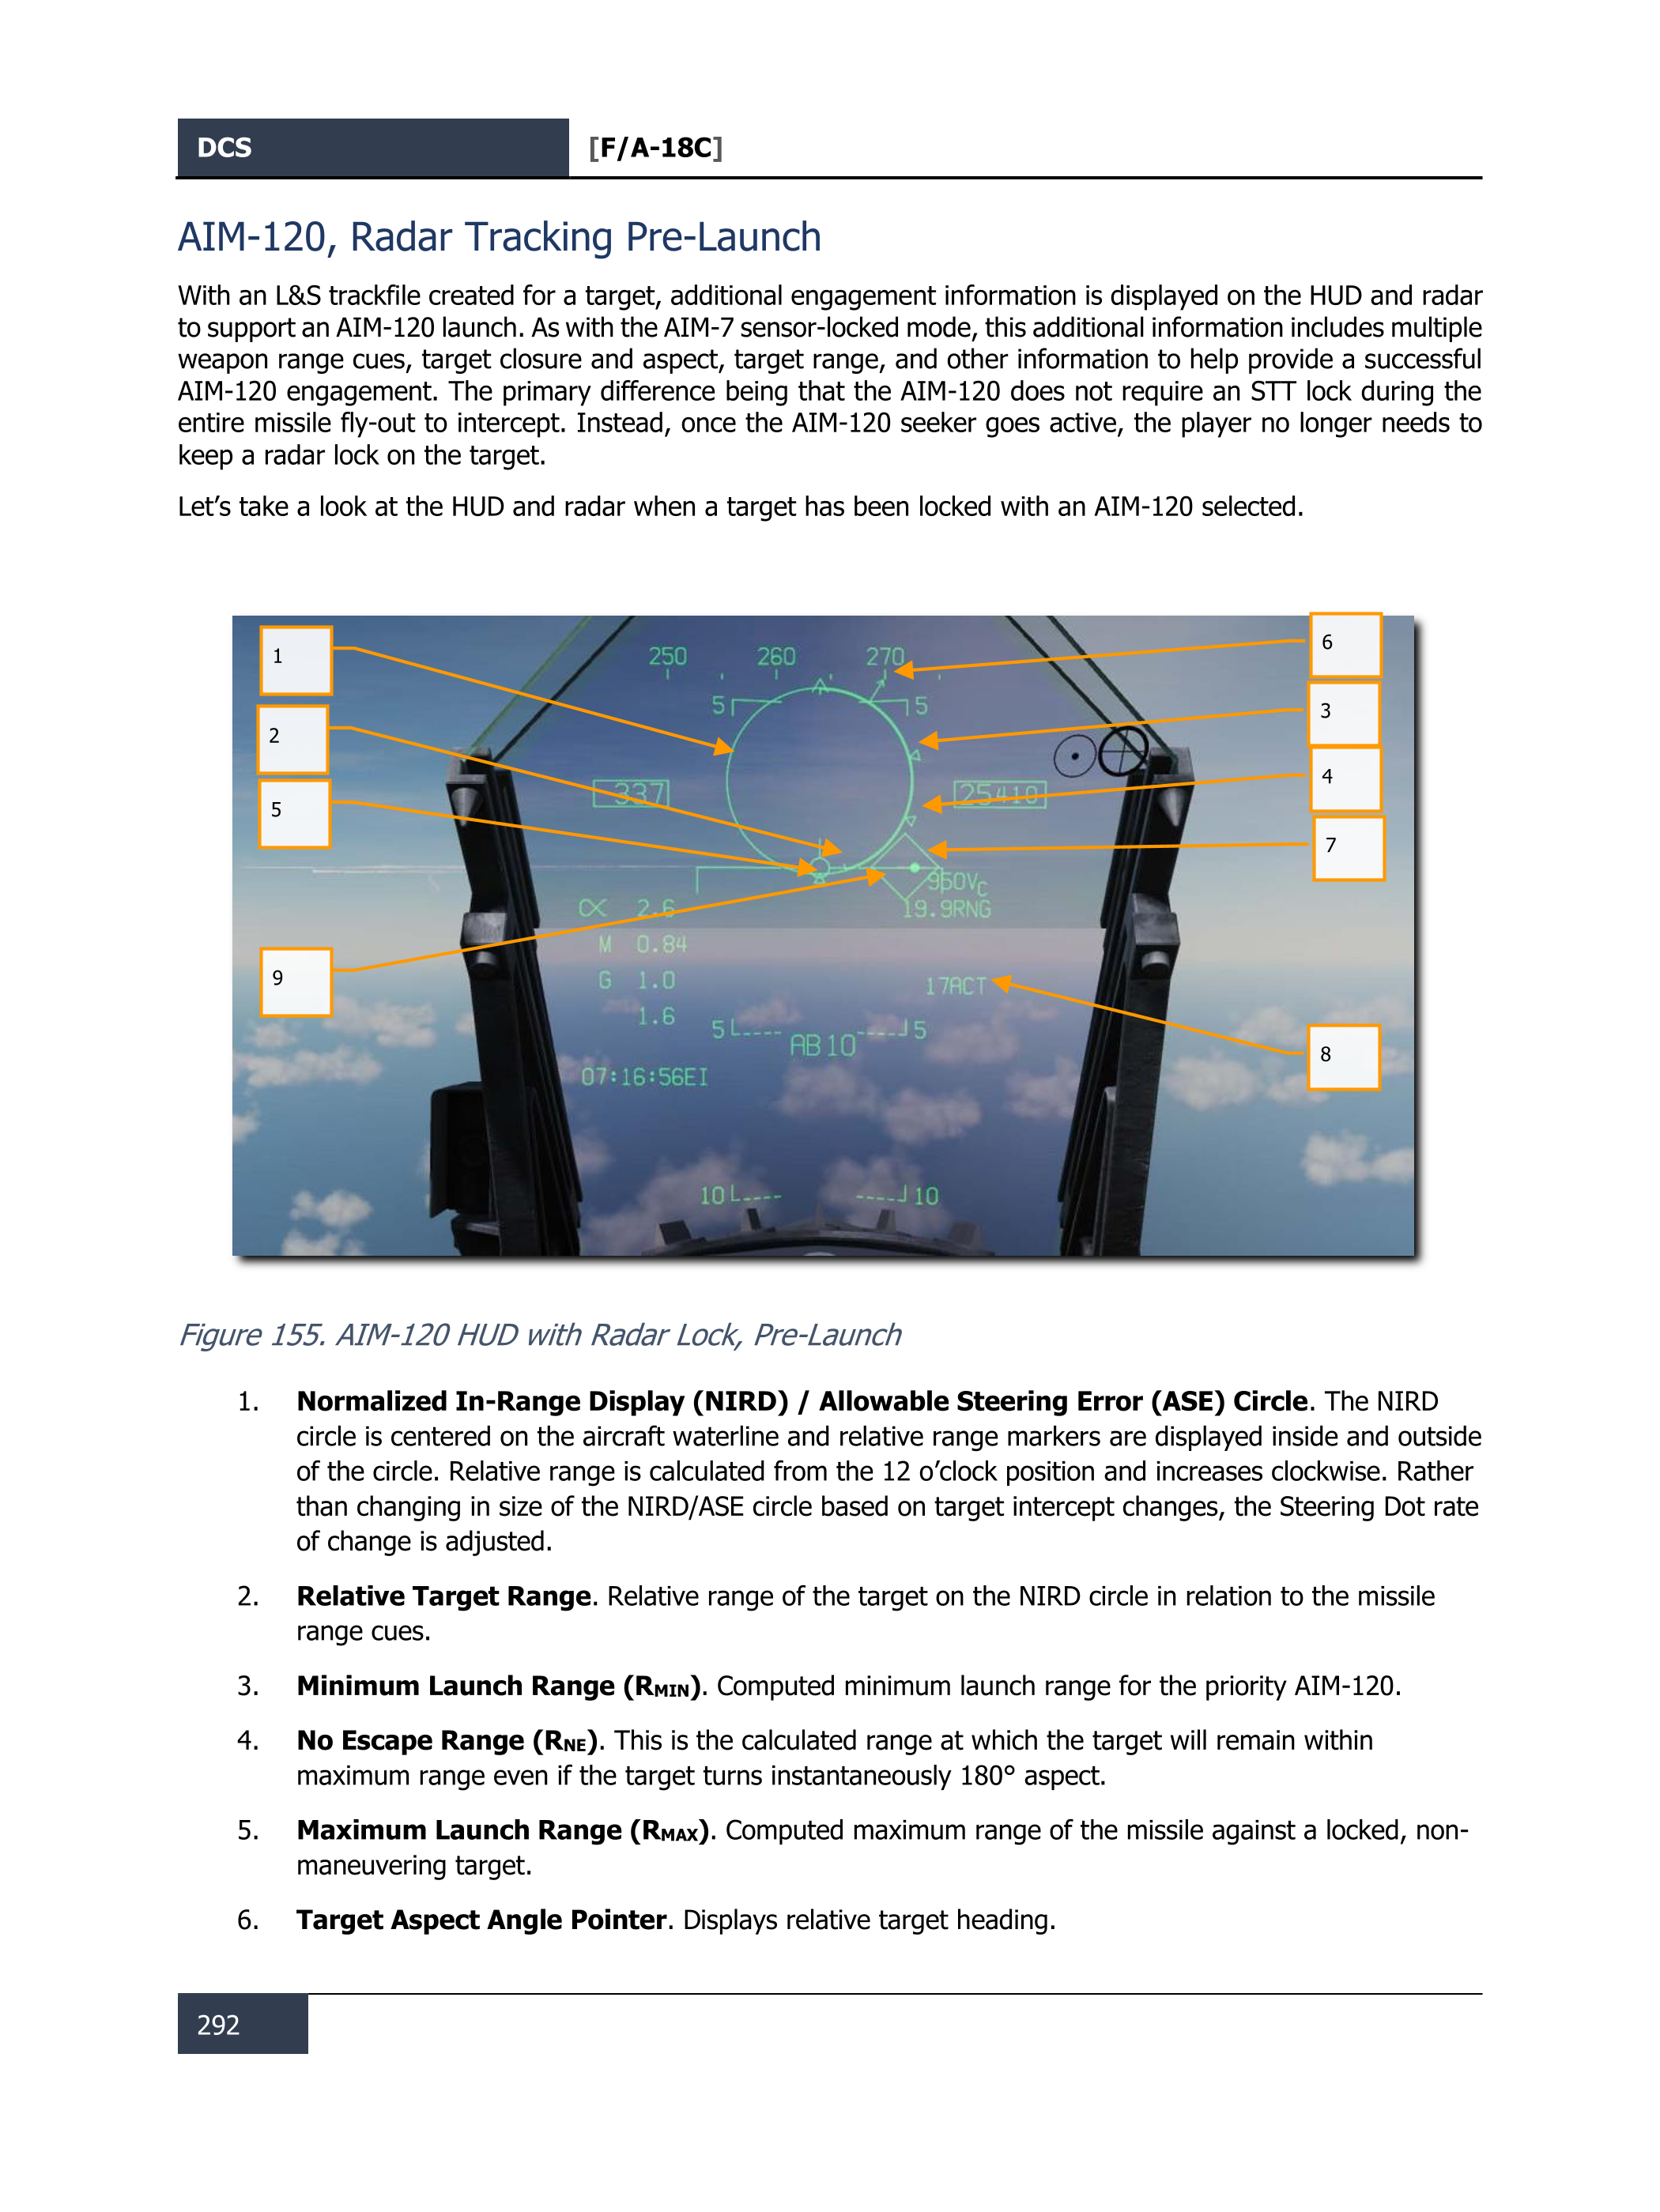 DCS [F/A-18C]
AIM-120, Radar Tracking Pre-Launch
With an L&S trackfile created for a target, additional engagement information is displayed on the HUD and radar
to support an AIM-120 launch. As with the AIM-7 sensor-locked mode, this additional information includes multiple
weapon range cues, target closure and aspect, target range, and other information to help provide a successful
AIM-120 engagement. The primary difference being that the AIM-120 does not require an STT lock during the
entire missile fly-out to intercept. Instead, once the AIM-120 seeker goes active, the player no longer needs to
keep a radar lock on the target.
Let’s take a look at the HUD and radar when a target has been locked with an AIM-120 selected.
1
2
5
9
6
3
4
7
8
250 260 270
5 5
337 25410
950Vc
19.9RNG
α 2.6
M 0.84
G 1.0
1.6
17ACT
5 5
AB10
07:16:56EI
10 10
Figure 155. AIM-120 HUD with Radar Lock, Pre-Launch
1. Normalized In-Range Display (NIRD) / Allowable Steering Error (ASE) Circle. The NIRD
circle is centered on the aircraft waterline and relative range markers are displayed inside and outside
of the circle. Relative range is calculated from the 12 o’clock position and increases clockwise. Rather
than changing in size of the NIRD/ASE circle based on target intercept changes, the Steering Dot rate
of change is adjusted.
2. Relative Target Range. Relative range of the target on the NIRD circle in relation to the missile
range cues.
3. Minimum Launch Range (RMIN). Computed minimum launch range for the priority AIM-120.
4. No Escape Range (RNE). This is the calculated range at which the target will remain within
maximum range even if the target turns instantaneously 180° aspect.
5. Maximum Launch Range (RMAX). Computed maximum range of the missile against a locked, non-
maneuvering target.
6. Target Aspect Angle Pointer. Displays relative target heading.
292